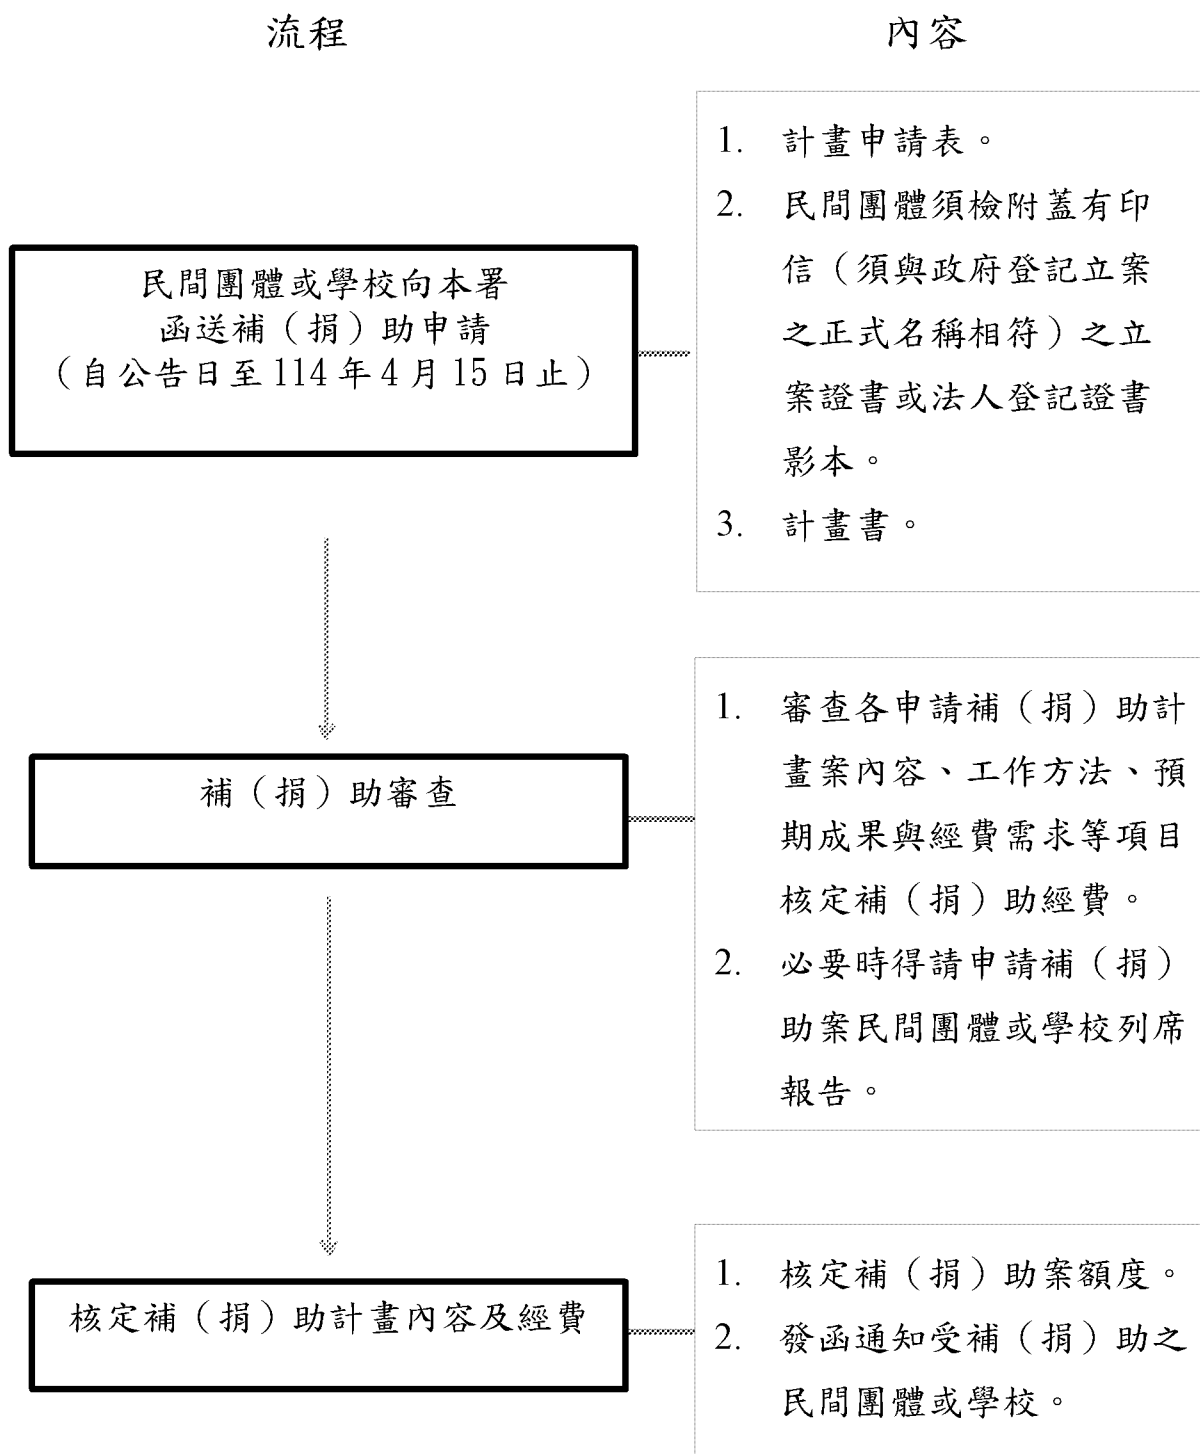 流程
內容
民間團體或學校向本署
函送補（捐）助申請
（自公告日至114年4月15日止）
1. 計畫申請表。
2. 民間團體須檢附蓋有印
信（須與政府登記立案
之正式名稱相符）之立
案證書或法人登記證書
影本。
3. 計畫書。
補（捐）助審查
1. 審查各申請補（捐）助計
畫案內容、工作方法、預
期成果與經費需求等項目
核定補（捐）助經費。
2. 必要時得請申請補（捐）
助案民間團體或學校列席
報告。
核定補（捐）助計畫內容及經費
1. 核定補（捐）助案額度。
2. 發函通知受補（捐）助之
民間團體或學校。